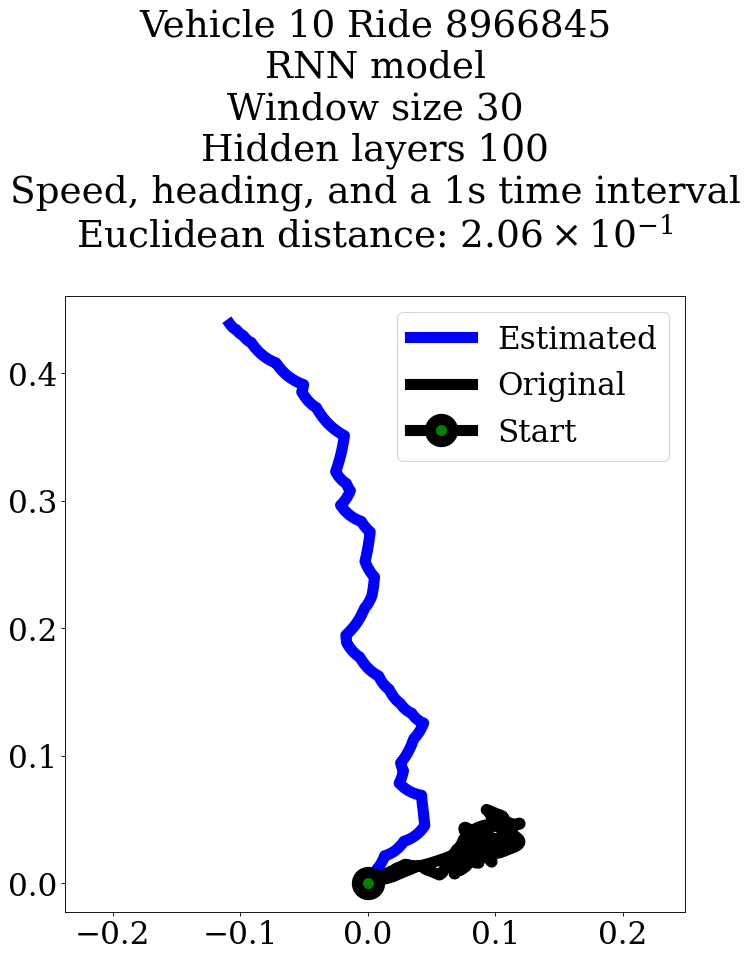 Vehicle 10 Ride 8966845
RNN model
Window size 30
Hidden layers 100
Speed, heading, and a 1s time interval
Euclidean distance: 2.06 × 10⁻¹
Estimated
Original
Start
0.4
0.3
0.2
0.1
0.0
−0.2 −0.1 0.0 0.1 0.2